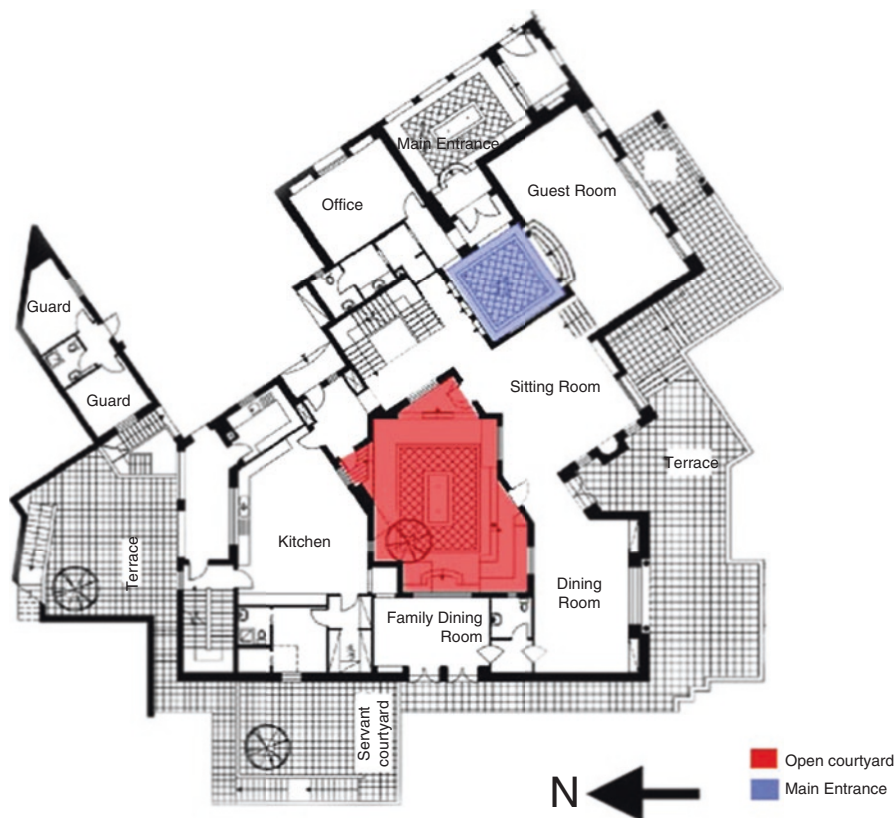 Main Entrance
Guest Room
Office
Guard
Guard
Sitting Room
Terrace
Kitchen
Terrace
Dining
Room
Family Dining
Room
Servant
courtyard
N
Open courtyard
Main Entrance